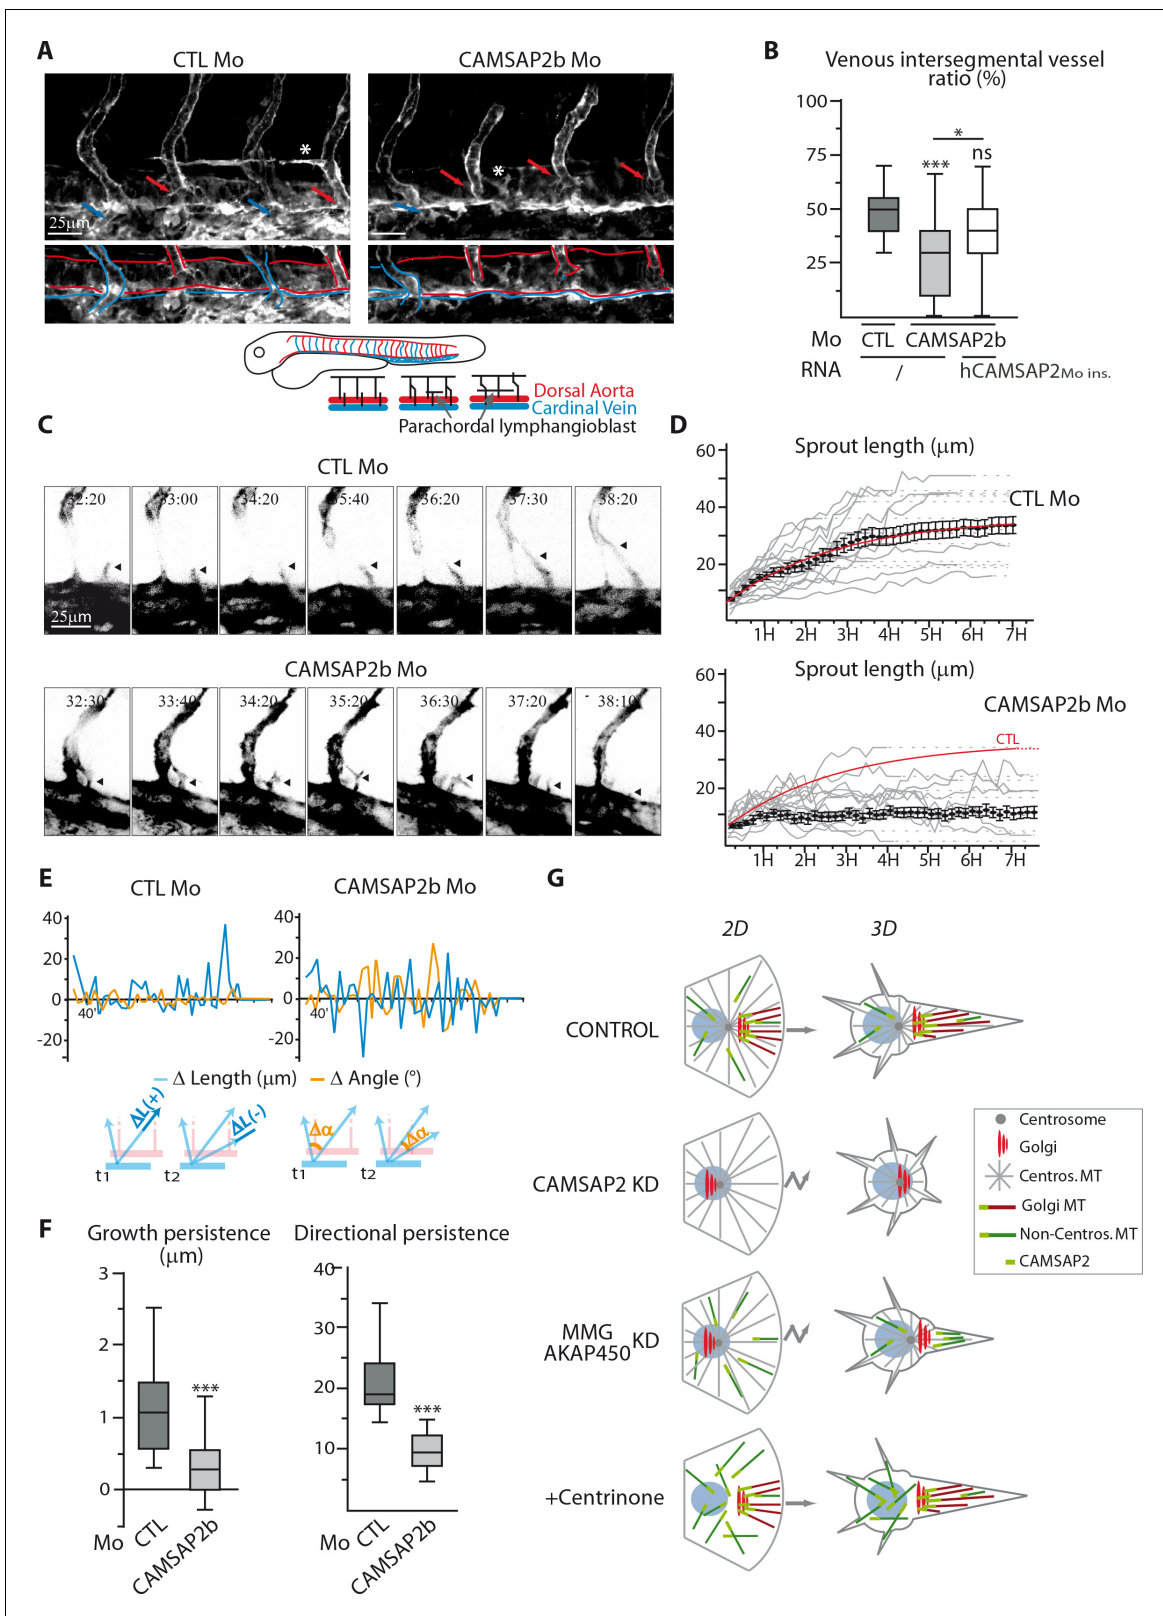 A
CTL Mo
CAMSAP2b Mo
*
*
25µm
B
Venous intersegmental vessel
ratio (%)
100
75
50
25
*
***
ns
Mo CTL CAMSAP2b
RNA / hCAMSAP2Mo ins.
Dorsal Aorta
Cardinal Vein
Parachordal lymphangioblast
C
CTL Mo
32:20 33:00 34:20 35:40 36:20 37:30 38:20
25µm
CAMSAP2b Mo
32:30 33:40 34:20 35:20 36:30 37:20 38:10
D
Sprout length (µm)
60
40
20
CTL Mo
1H 2H 3H 4H 5H 6H 7H
Sprout length (µm)
60
40
20
CAMSAP2b Mo
CTL
1H 2H 3H 4H 5H 6H 7H
E
CTL Mo
40
20
0
-20
40'
CAMSAP2b Mo
40
20
0
-20
40'
Δ Length (µm) Δ Angle (°)
ΔL(+)
ΔL(-)
Δα
Δα
t1 t2 t1 t2
F
Growth persistence
(µm)
3
2
1
0
***
Mo CTL CAMSAP2b
Directional persistence
40
30
20
10
***
Mo CTL CAMSAP2b
G
2D 3D
CONTROL
CAMSAP2 KD
MMG
AKAP450 KD
+Centrinone
Centrosome
Golgi
Centros. MT
Golgi MT
Non-Centros. MT
CAMSAP2